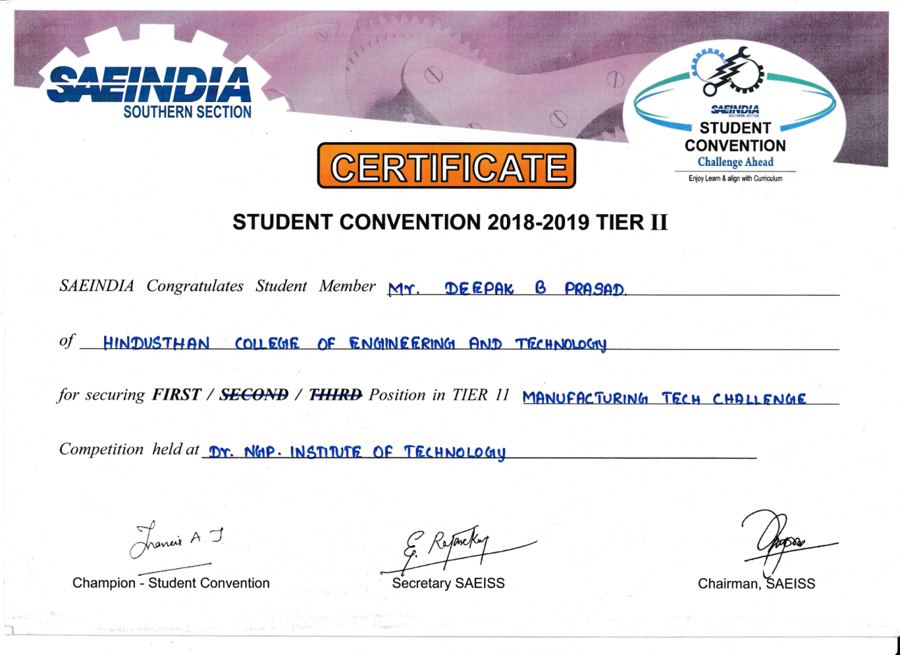 SAEINDIA
SOUTHERN SECTION
SAEINDIA
SOUTHERN SECTION
STUDENT
CONVENTION
Challenge Ahead
Enjoy Learn & align with Curriculum
CERTIFICATE
STUDENT CONVENTION 2018-2019 TIER II
SAEINDIA Congratulates Student Member Mr. DEEPAK B PRASAD.
of HINDUSTHAN COLLEGE OF ENGINEERING AND TECHNOLOGY
for securing FIRST / SECOND / THIRD Position in TIER 11 MANUFACTURING TECH CHALLENGE
Competition held at Dr. NGP. INSTITUTE OF TECHNOLOGY
Francis A J
Champion - Student Convention
Secretary SAEISS
Chairman, SAEISS